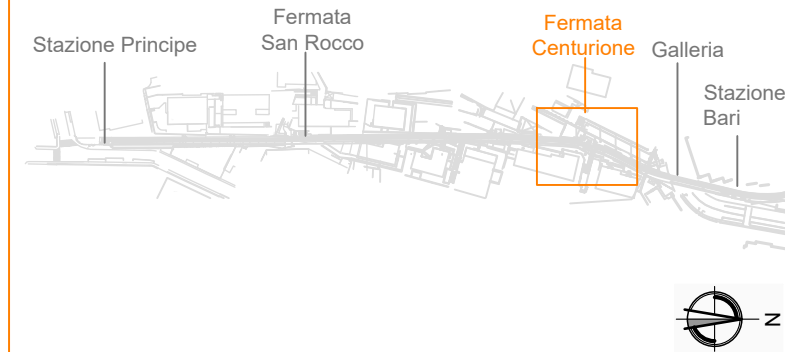 Stazione Principe
Fermata
San Rocco
Fermata
Centurione
Galleria
Stazione
Bari
N